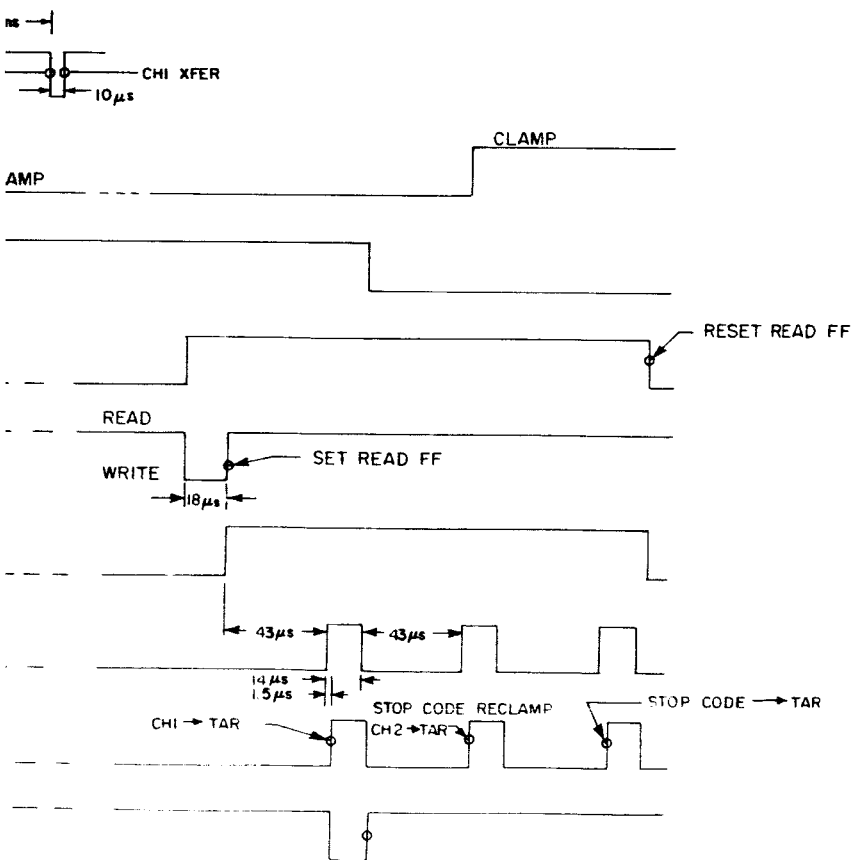 ns
CHI XFER
10μs
CLAMP
AMP
RESET READ FF
READ
SET READ FF
WRITE
18μs
43μs 43μs
14μs
1.5μs
STOP CODE RECLAMP
STOP CODE → TAR
CHI → TAR
CH2 → TAR